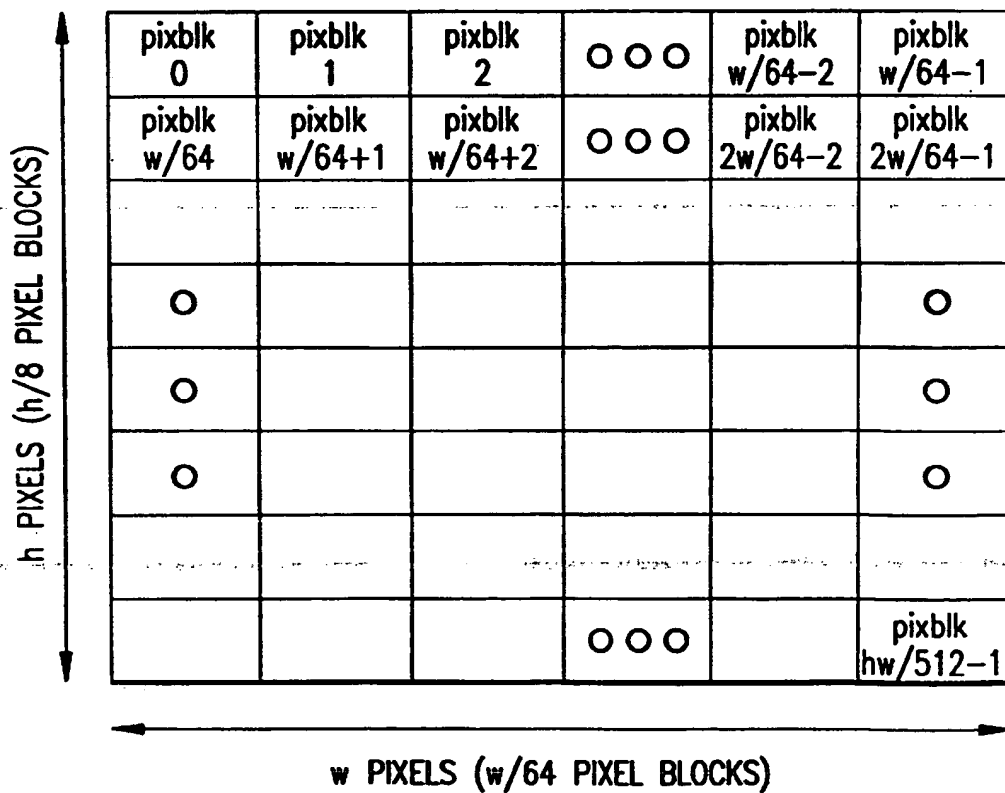 pixblk 0
pixblk 1
pixblk 2
pixblk w/64-2
pixblk w/64-1
pixblk w/64
pixblk w/64+1
pixblk w/64+2
pixblk 2w/64-2
pixblk 2w/64-1
pixblk hw/512-1
h PIXELS (h/8 PIXEL BLOCKS)
w PIXELS (w/64 PIXEL BLOCKS)